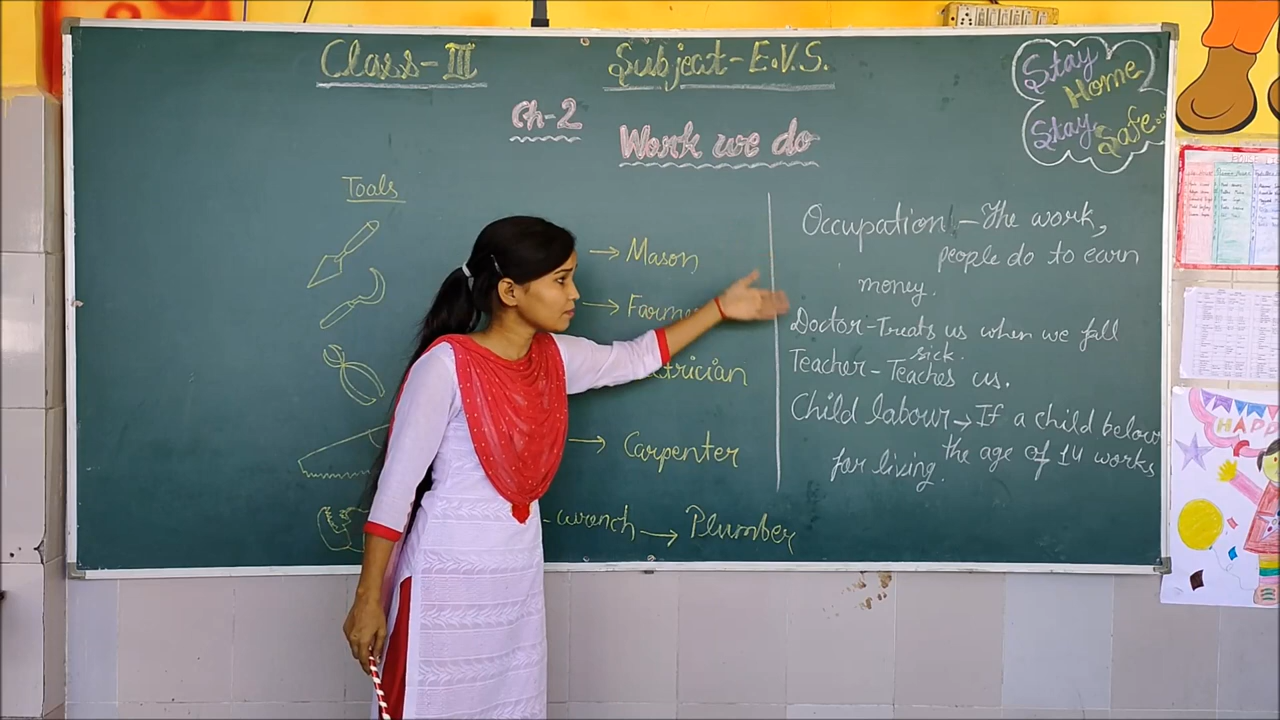 Class-III
Subject-E.V.S.
Stay
Home
Stay
Safe..
Ch-2
Work we do
Tools
→ Mason
→ Farme
trician
→ Carpenter
wrench → Plumber
Occupation - The work,
people do to earn
money.
Doctor-Treats us when we fall
sick.
Teacher-Teaches us.
Child labour→If a child below
the age of 14 works
for living.
HAPP